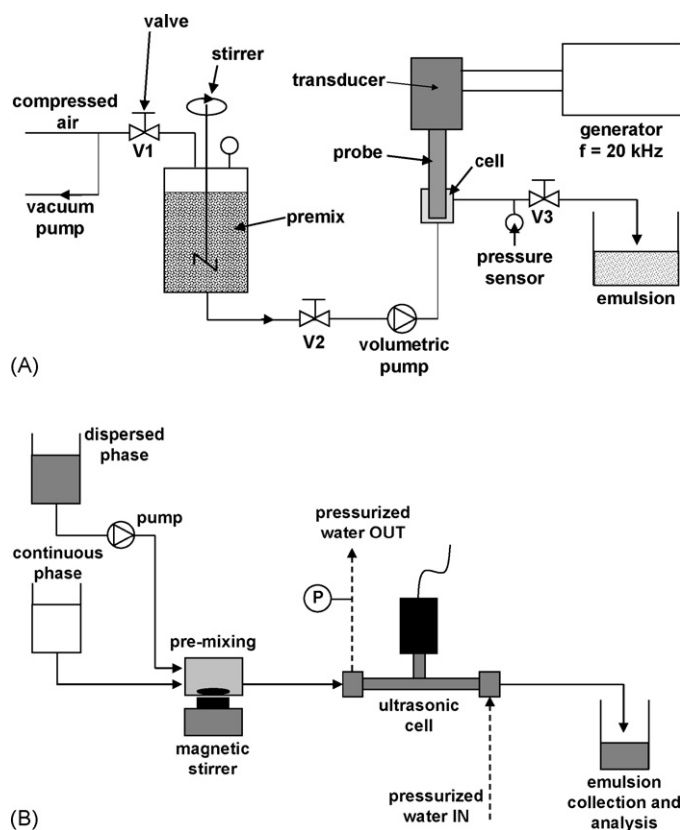 valve
stirrer
compressed
air
V1
vacuum
pump
premix
transducer
probe
cell
generator
f = 20 kHz
V3
pressure
sensor
emulsion
V2
volumetric
pump
(A)
dispersed
phase
pump
continuous
phase
pre-mixing
magnetic
stirrer
pressurized
water OUT
P
ultrasonic
cell
pressurized
water IN
emulsion
collection and
analysis
(B)